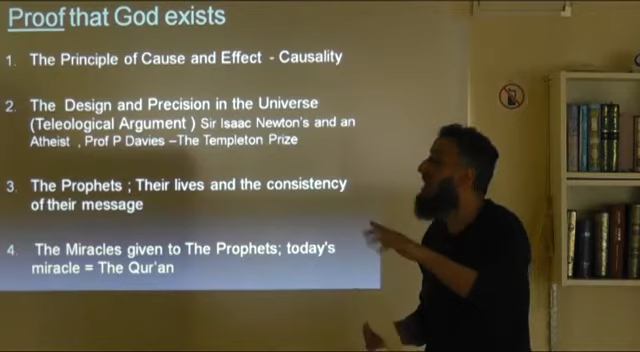 Proof that God exists
1. The Principle of Cause and Effect - Causality
2. The Design and Precision in the Universe
(Teleological Argument ) Sir Isaac Newton's and an
Atheist , Prof P Davies –The Templeton Prize
3. The Prophets ; Their lives and the consistency
of their message
4. The Miracles given to The Prophets; today's
miracle = The Qur'an